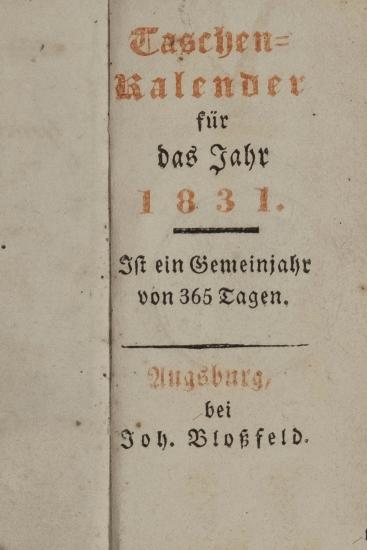 Taschen=
Kalender
für
das Jahr
1831.
Ist ein Gemeinjahr
von 365 Tagen.
Augsburg,
bei
Joh. Bloßfeld.